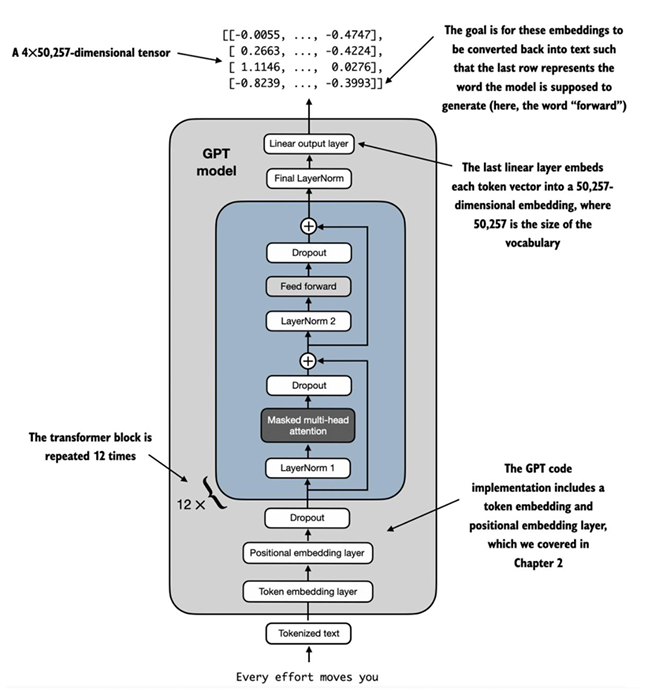 [[-0.0055, ..., -0.4747],
[ 0.2663, ..., -0.4224],
[ 1.1146, ..., 0.0276],
[-0.8239, ..., -0.3993]]
A 4×50,257-dimensional tensor
The goal is for these embeddings to
be converted back into text such
that the last row represents the
word the model is supposed to
generate (here, the word “forward”)
GPT
model
Linear output layer
Final LayerNorm
The last linear layer embeds
each token vector into a 50,257-
dimensional embedding, where
50,257 is the size of the
vocabulary
+
Dropout
Feed forward
LayerNorm 2
+
Dropout
Masked multi-head
attention
LayerNorm 1
The transformer block is
repeated 12 times
12 × {
Dropout
Positional embedding layer
Token embedding layer
The GPT code
implementation includes a
token embedding and
positional embedding layer,
which we covered in
Chapter 2
Tokenized text
Every effort moves you